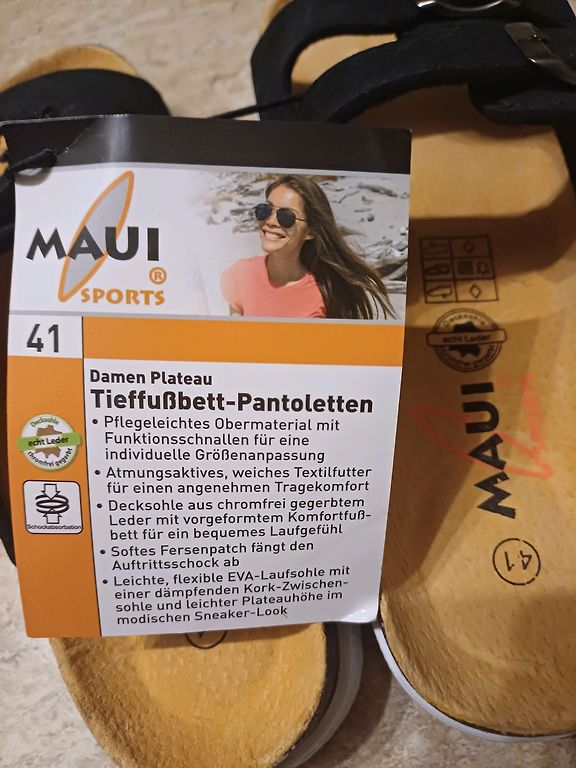 MAUI
®
SPORTS
41
Damen Plateau
Tieffußbett-Pantoletten
• Pflegeleichtes Obermaterial mit
Funktionsschnallen für eine
individuelle Größenanpassung
• Atmungsaktives, weiches Textilfutter
für einen angenehmen Tragekomfort
• Decksohle aus chromfrei gegerbtem
Leder mit vorgeformtem Komfortfuß-
bett für ein bequemes Laufgefühl
• Softes Fersenpatch fängt den
Auftrittsschock ab
• Leichte, flexible EVA-Laufsohle mit
einer dämpfenden Kork-Zwischen-
sohle und leichter Plateauhöhe im
modischen Sneaker-Look
Decksohle
echt Leder
chromfrei gegerbt
Schockabsorbation
Decksohle
echt Leder
MAUI
SPORTS
41